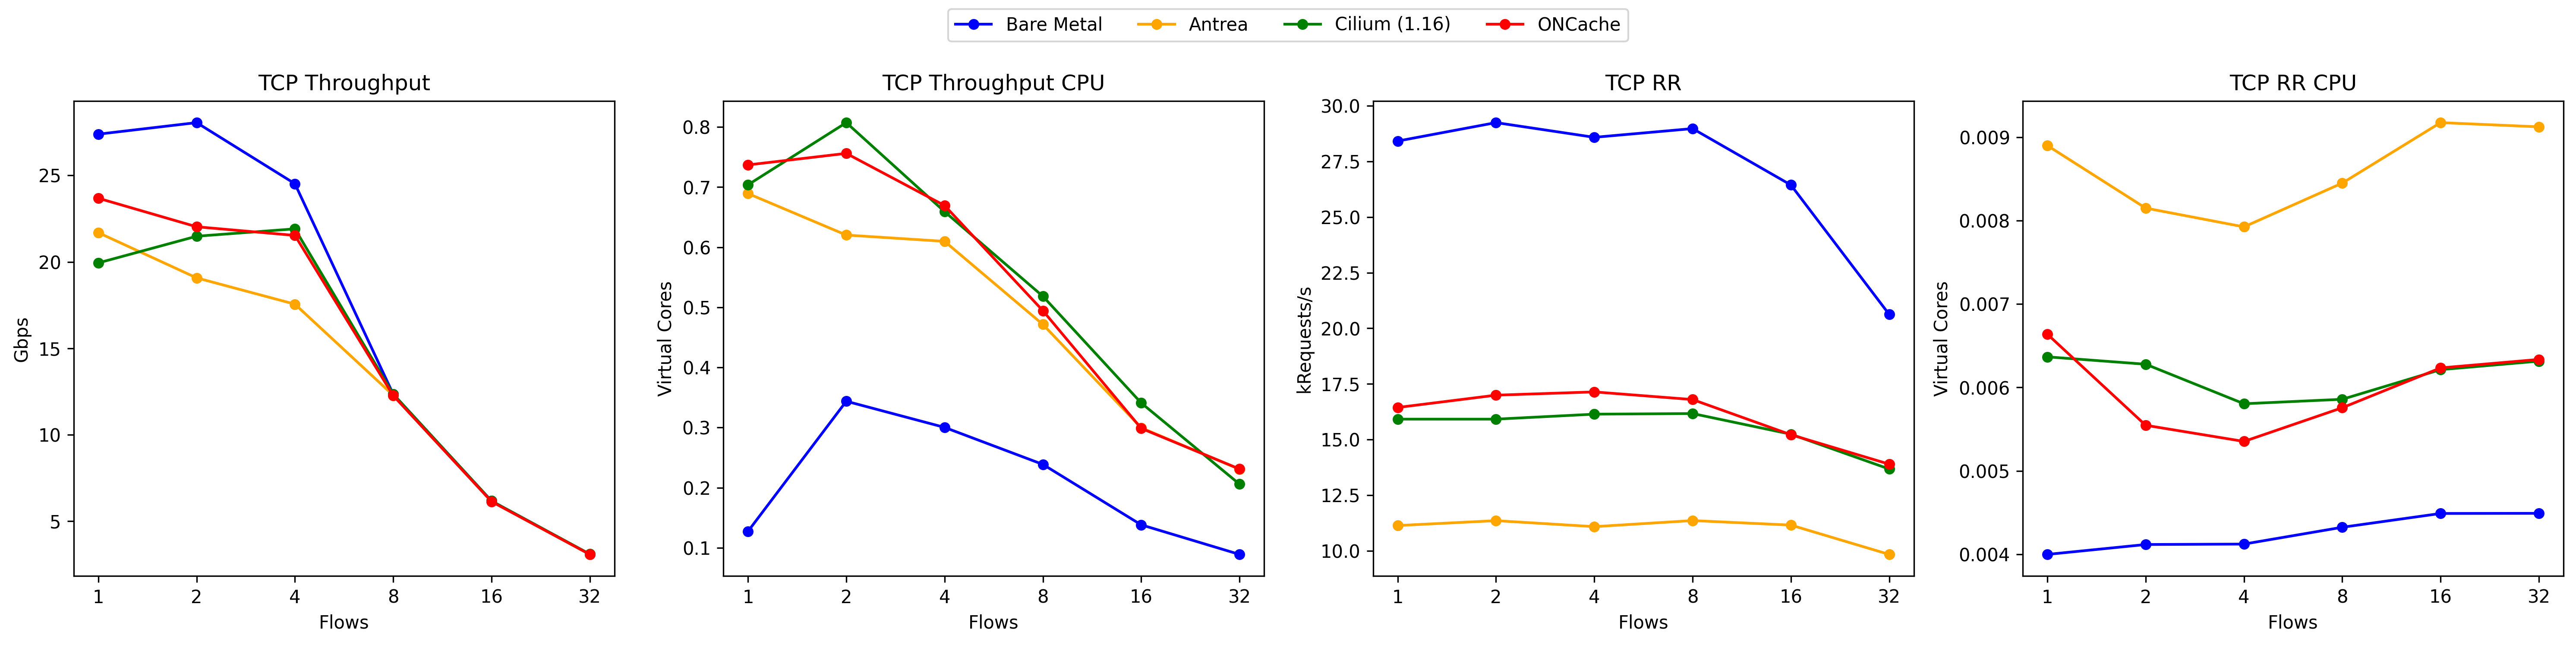 Bare Metal Antrea Cilium (1.16) ONCache
TCP Throughput
25
20
15
10
5
Gbps
1 2 4 8 16 32
Flows
TCP Throughput CPU
0.8
0.7
0.6
0.5
0.4
0.3
0.2
0.1
Virtual Cores
1 2 4 8 16 32
Flows
TCP RR
30.0
27.5
25.0
22.5
20.0
17.5
15.0
12.5
10.0
kRequests/s
1 2 4 8 16 32
Flows
TCP RR CPU
0.009
0.008
0.007
0.006
0.005
0.004
Virtual Cores
1 2 4 8 16 32
Flows